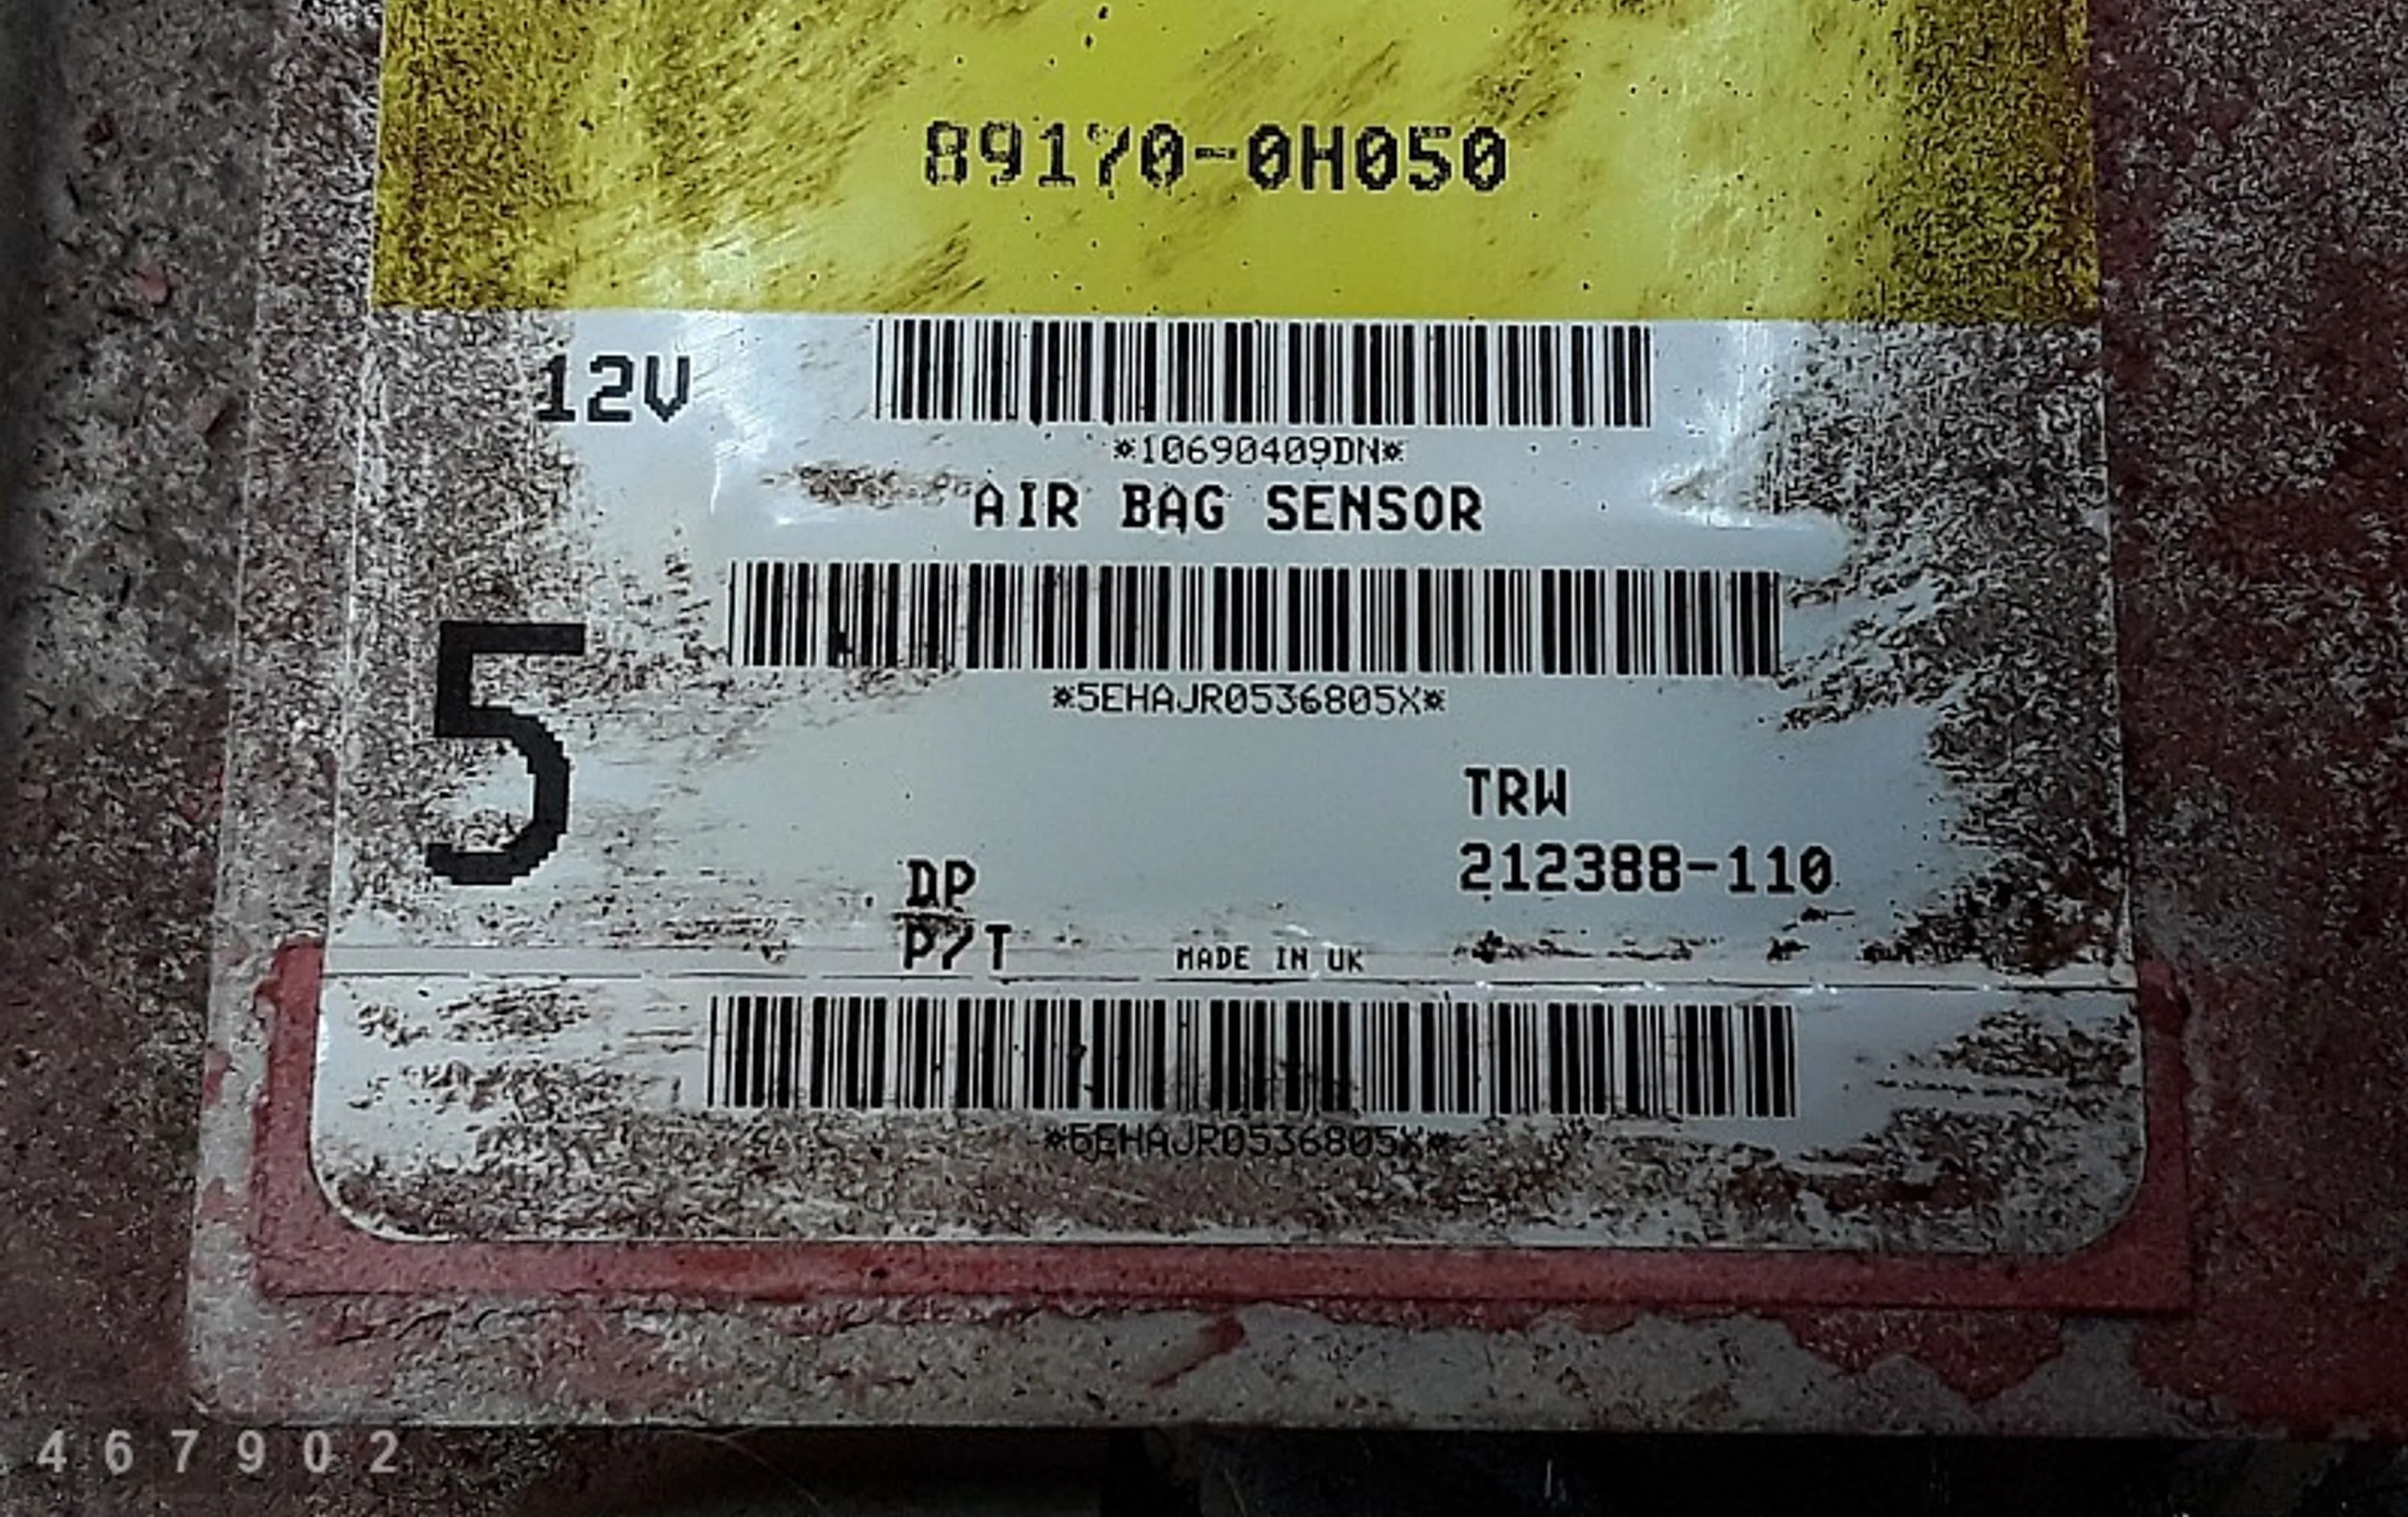 89170-0H050
12V
*10690409DN*
AIR BAG SENSOR
*5EHAJR0536805X*
5
TRW
212388-110
DP
P/T
MADE IN UK
*5EHAJR0536805X*
467902